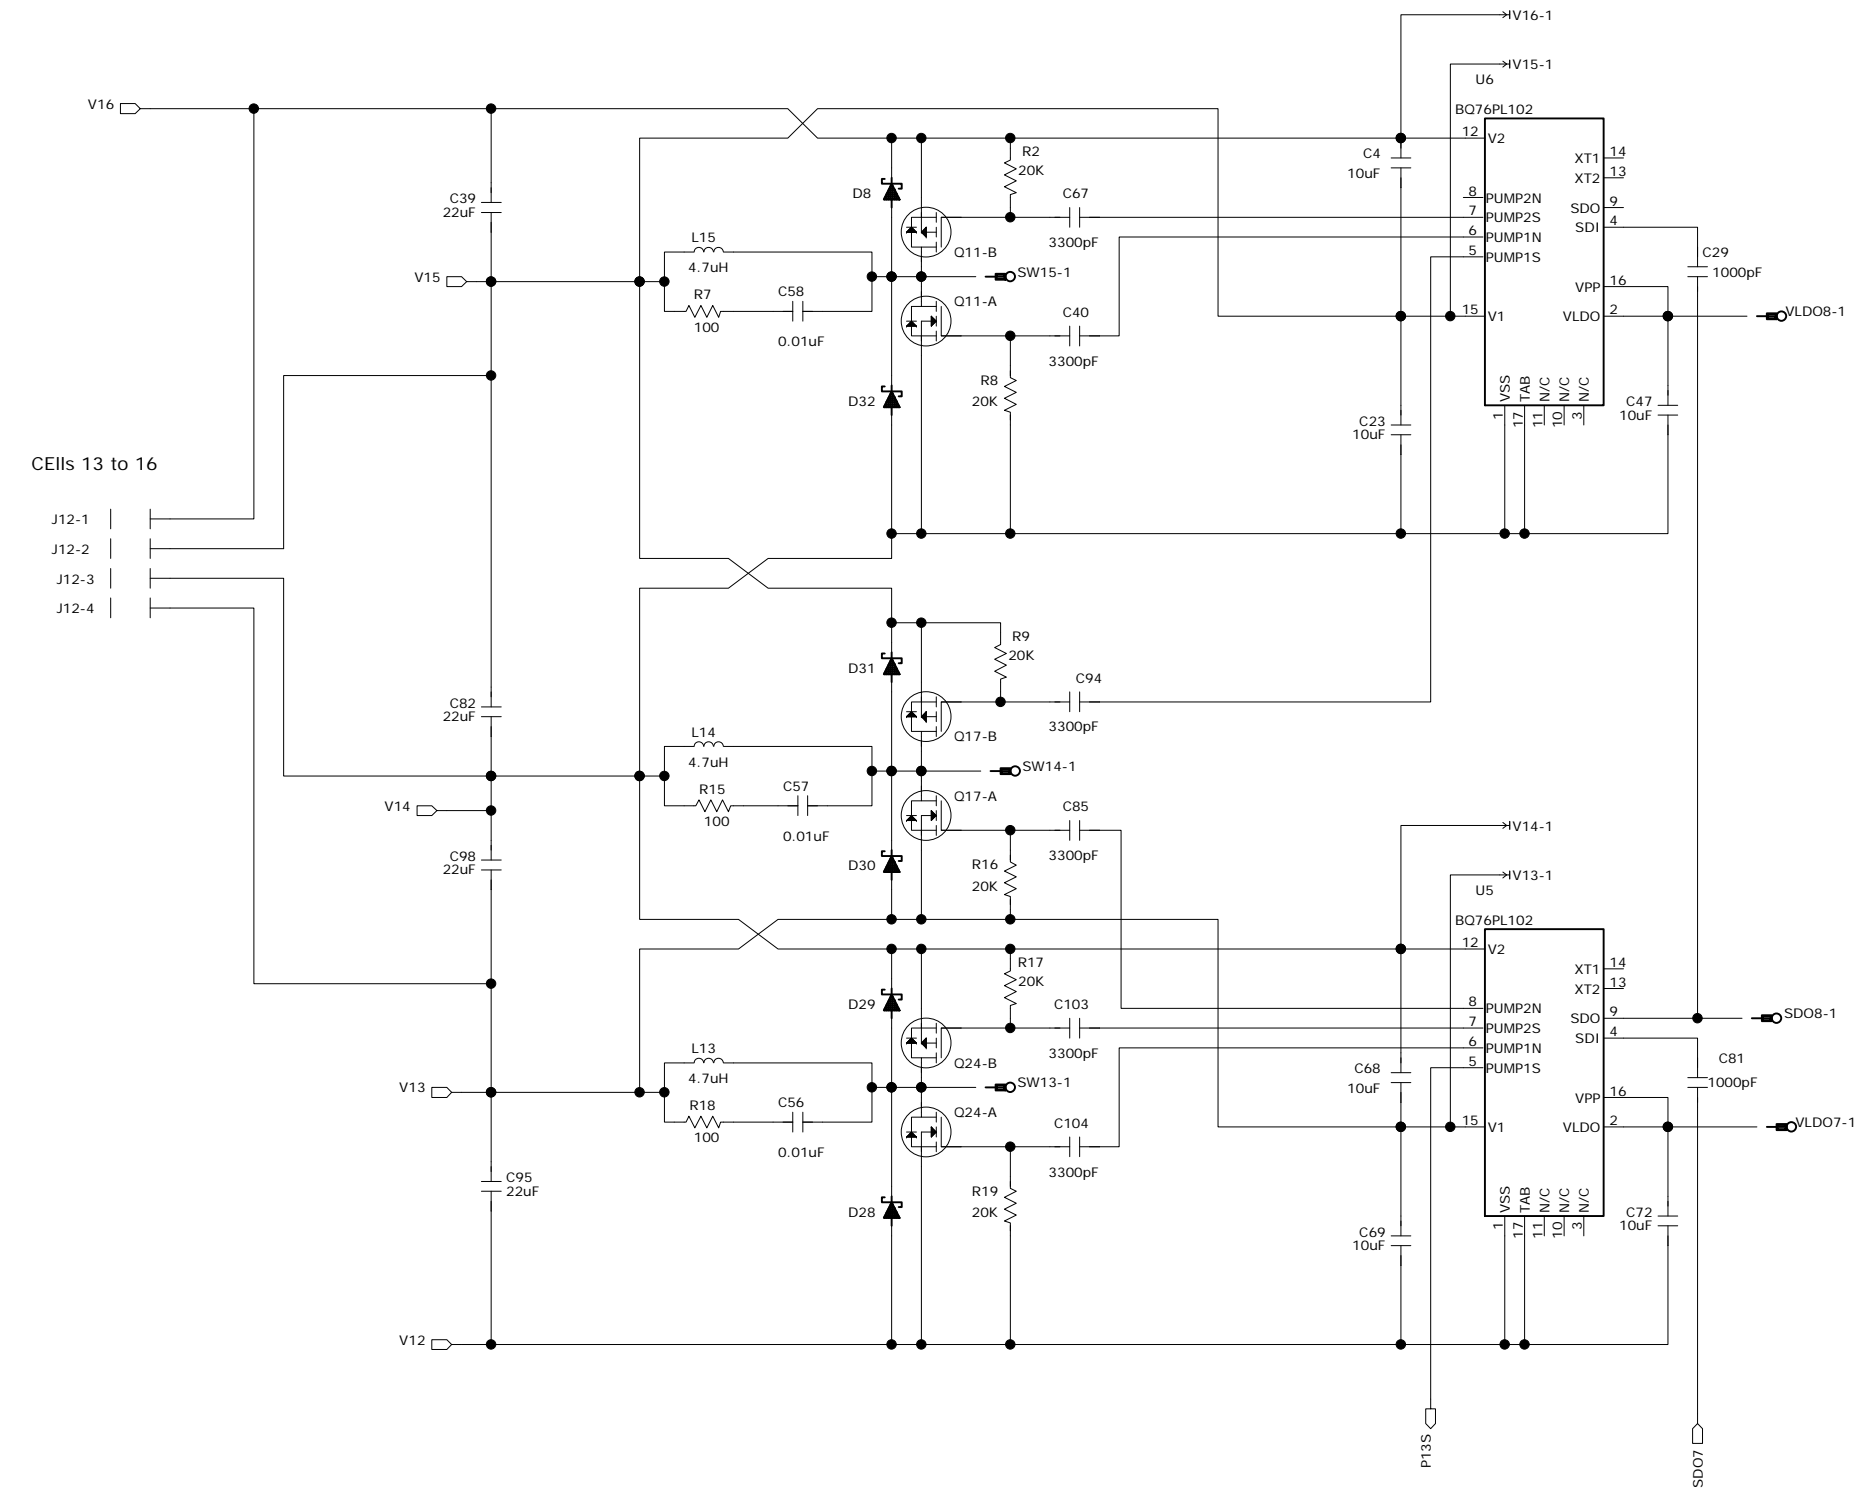 V16-1
V15-1
U6
V16
BQ76PL102
12 V2
XT1 14
XT2 13
8 PUMP2N
SDO 9
7 PUMP2S
SDI 4
6 PUMP1N
5 PUMP1S
VPP 16
15 V1
VLDO 2
VSS TAB N/C N/C N/C
1 17 11 10 3
C4
10uF
R2
20K
D8
C67
3300pF
Q11-B
C39
22uF
L15
4.7uH
V15
SW15-1
R7
100
C58
0.01uF
Q11-A
C40
3300pF
C29
1000pF
VLDO8-1
D32
R8
20K
C23
10uF
C47
10uF
CElls 13 to 16
J12-1
J12-2
J12-3
J12-4
R9
20K
D31
C94
3300pF
C82
22uF
Q17-B
L14
4.7uH
SW14-1
R15
100
C57
0.01uF
V14
Q17-A
C85
3300pF
C98
22uF
D30
R16
20K
V14-1
V13-1
U5
BQ76PL102
12 V2
XT1 14
XT2 13
8 PUMP2N
SDO 9
7 PUMP2S
SDI 4
6 PUMP1N
5 PUMP1S
VPP 16
15 V1
VLDO 2
VSS TAB N/C N/C N/C
1 17 11 10 3
R17
20K
D29
C103
3300pF
SDO8-1
Q24-B
L13
4.7uH
V13
SW13-1
C68
10uF
C81
1000pF
R18
100
C56
0.01uF
Q24-A
C104
3300pF
VLDO7-1
C95
22uF
D28
R19
20K
C69
10uF
C72
10uF
V12
P13S
SDO7